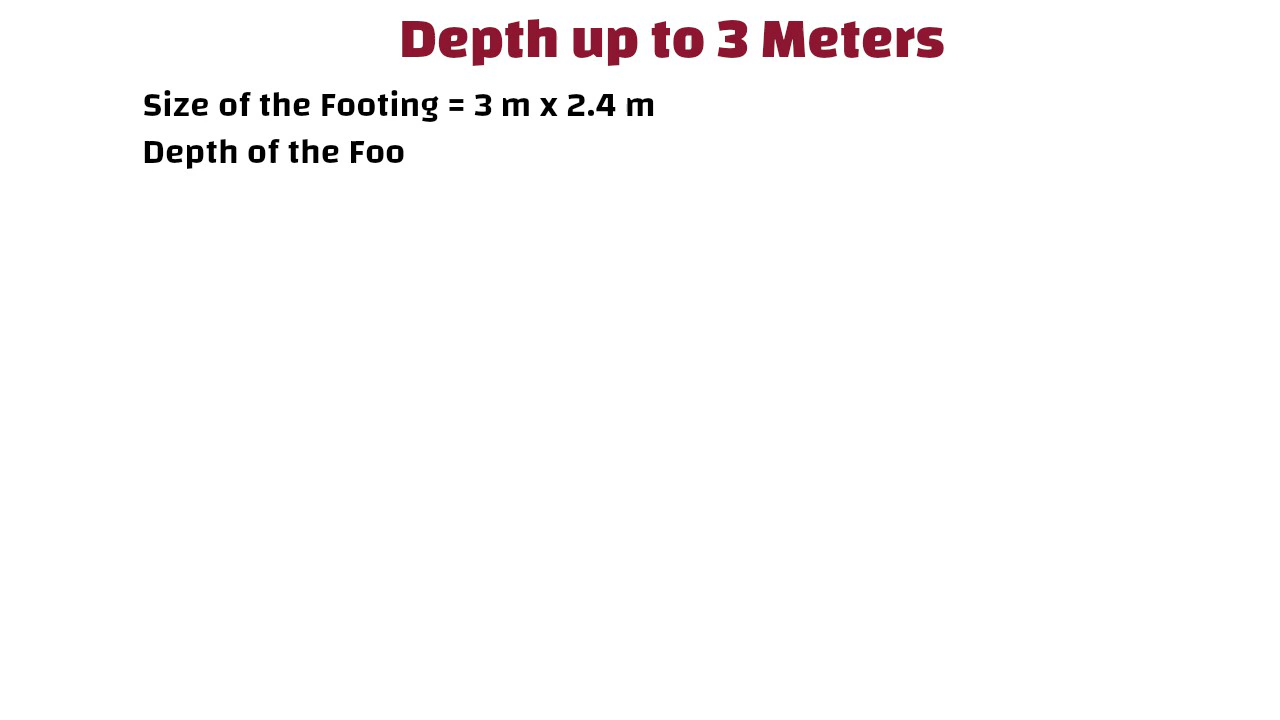 Depth up to 3 Meters
Size of the Footing = 3 m x 2.4 m
Depth of the Foo